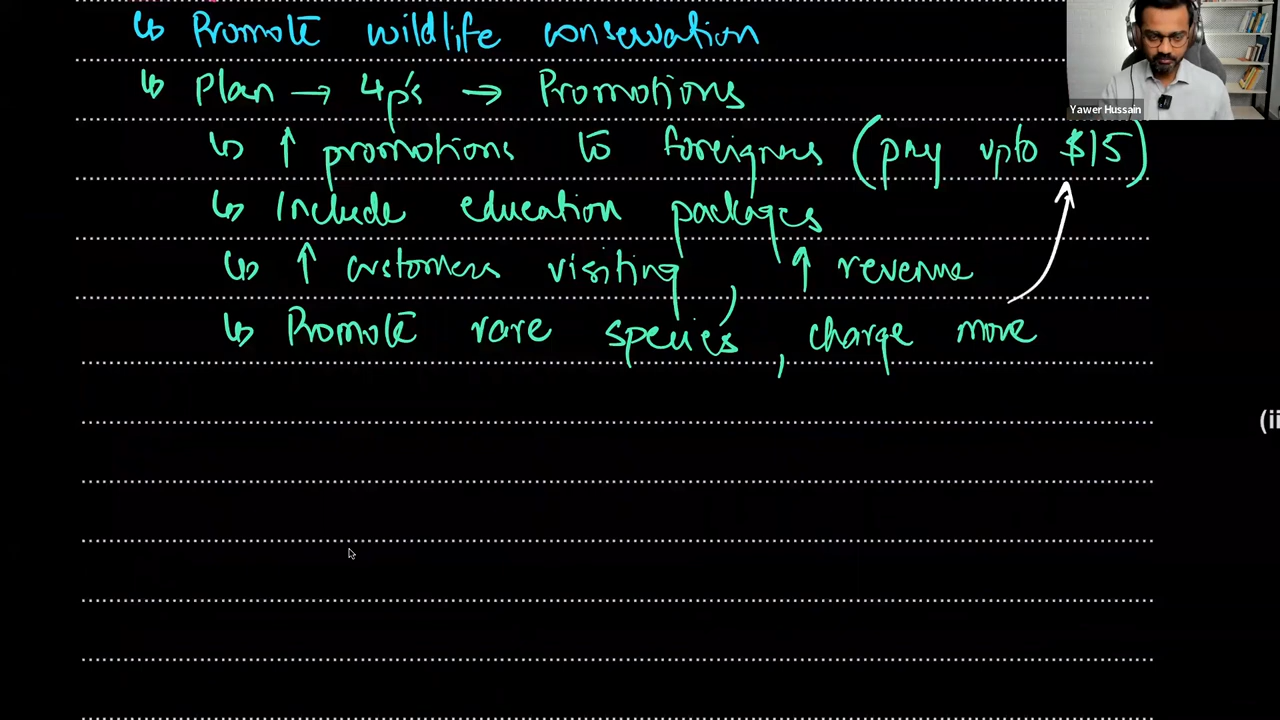 ↳ Promote wildlife conservation
Yawer Hussain
↳ Plan → 4p's → Promotions
↳ ↑ promotions to foreigners (pay upto $15)
↳ Include education packages
↳ ↑ customers visiting, ↑ revenue
↳ Promote rare species, charge more
(ii